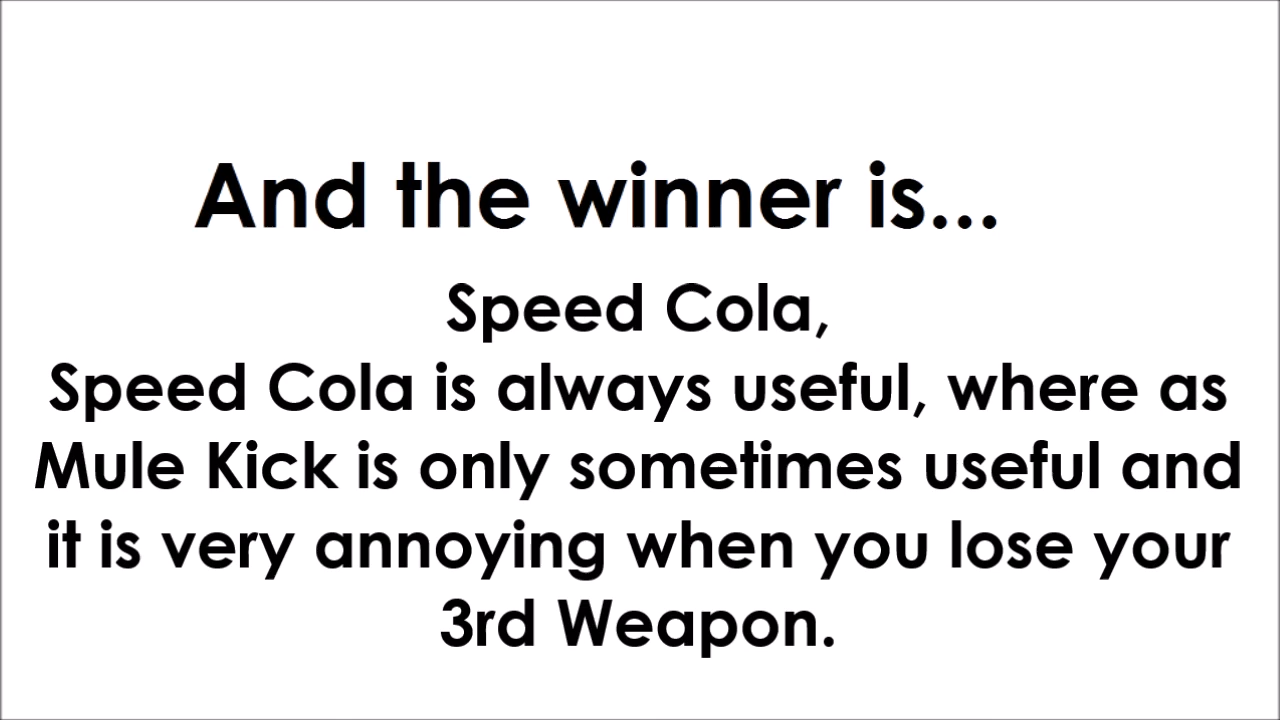 And the winner is...
Speed Cola,
Speed Cola is always useful, where as
Mule Kick is only sometimes useful and
it is very annoying when you lose your
3rd Weapon.